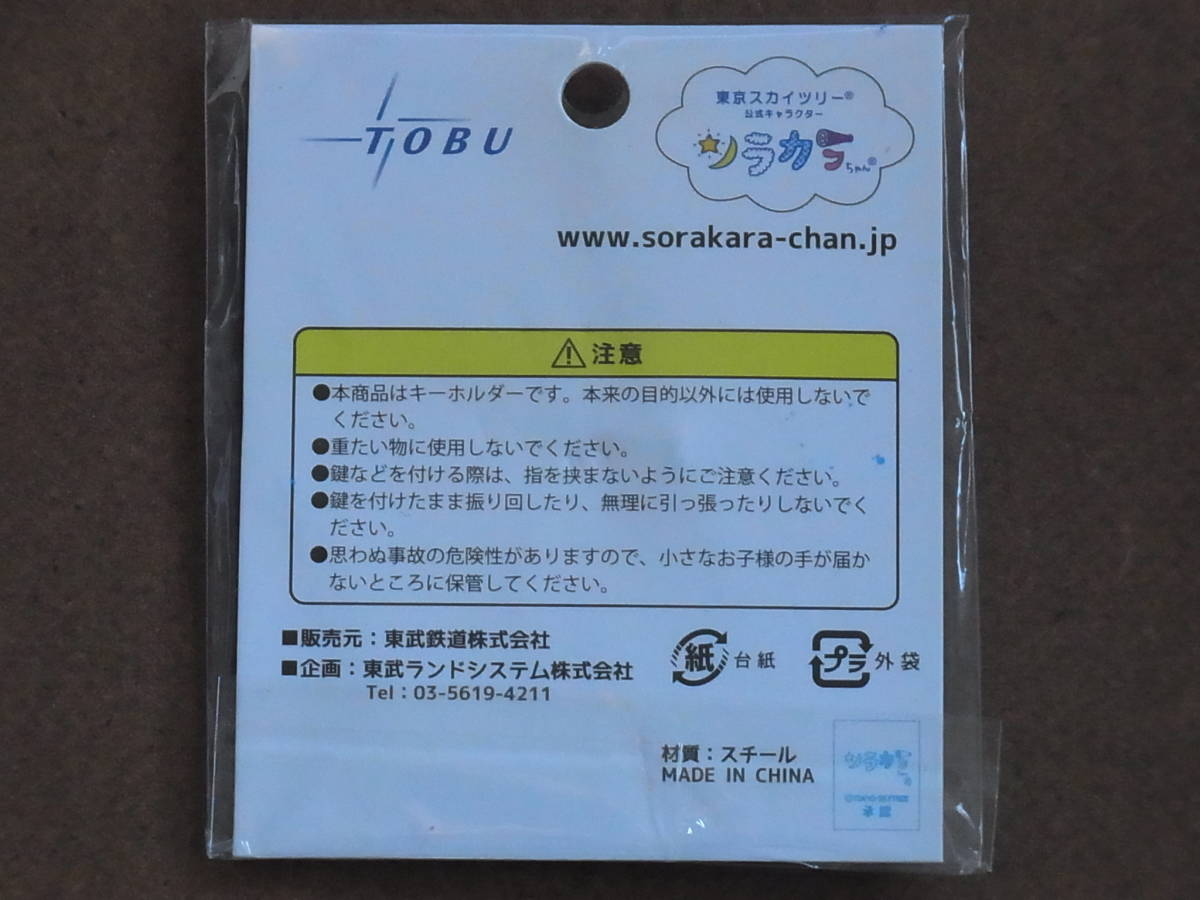 TOBU
東京スカイツリー®
公式キャラクター
ソラカラちゃん®
www.sorakara-chan.jp
⚠注意
●本商品はキーホルダーです。本来の目的以外には使用しないで
ください。
●重たい物に使用しないでください。
●鍵などを付ける際は、指を挟まないようにご注意ください。
●鍵を付けたまま振り回したり、無理に引っ張ったりしないでく
ださい。
●思わぬ事故の危険性がありますので、小さなお子様の手が届か
ないところに保管してください。
■販売元：東武鉄道株式会社
■企画：東武ランドシステム株式会社
Tel：03-5619-4211
紙 台紙
プラ 外袋
材質：スチール
MADE IN CHINA
ソラカラ